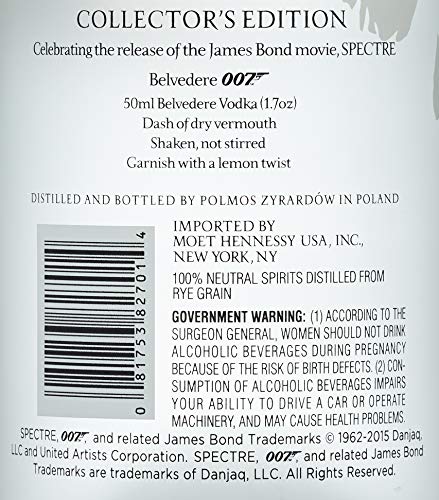 COLLECTOR'S EDITION
Celebrating the release of the James Bond movie, SPECTRE
Belvedere 007
50ml Belvedere Vodka (1.7oz)
Dash of dry vermouth
Shaken, not stirred
Garnish with a lemon twist
DISTILLED AND BOTTLED BY POLMOS ZYRARDÓW IN POLAND
IMPORTED BY
MOET HENNESSY USA, INC.,
NEW YORK, NY
100% NEUTRAL SPIRITS DISTILLED FROM
RYE GRAIN
GOVERNMENT WARNING: (1) ACCORDING TO THE
SURGEON GENERAL, WOMEN SHOULD NOT DRINK
ALCOHOLIC BEVERAGES DURING PREGNANCY
BECAUSE OF THE RISK OF BIRTH DEFECTS. (2) CON-
SUMPTION OF ALCOHOLIC BEVERAGES IMPAIRS
YOUR ABILITY TO DRIVE A CAR OR OPERATE
MACHINERY, AND MAY CAUSE HEALTH PROBLEMS.
0 81753 82701 4
SPECTRE, 007, and related James Bond Trademarks © 1962-2015 Danjaq,
LLC and United Artists Corporation. SPECTRE, 007, and related James Bond
Trademarks are trademarks of Danjaq, LLC. All Rights Reserved.